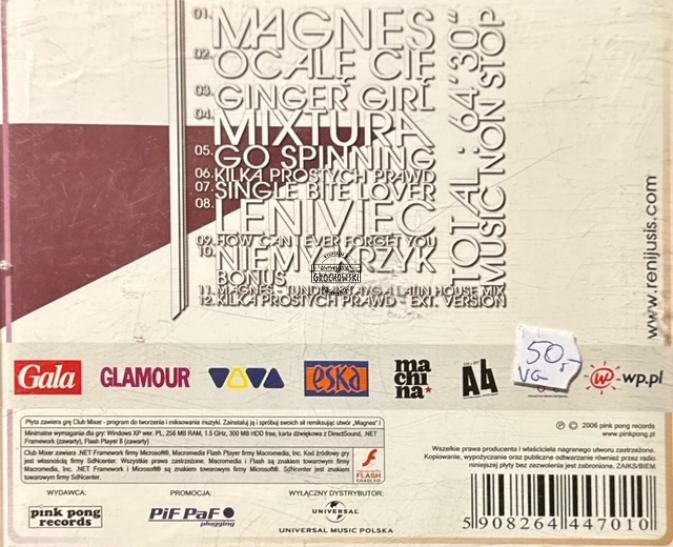 01. MAGNES
02. OCALĘ CIĘ
03. GINGER GIRL
04. MIXTURA
05. GO SPINNING
06. KILKA PROSTYCH PRAWD
07. SINGLE BITE LOVER
08. LENIVIEC
09. HOW CAN I EVER FORGET YOU
10. NIEMY KRZYK
BONUS
11. MAGNES - LATIN HOUSE MIX
12. KILKA PROSTYCH PRAWD - EXT. VERSION
TOTAL : 64"30"
MUSIC NON STOP
www.renijusis.com
GROCHOWSKI
Gala
GLAMOUR
VIVA
eska
machina
A4
50,-
VG
wp.pl
Płyta zawiera grę Club Mixer - program do tworzenia i miksowania muzyki. Zainstaluj ją i spróbuj swoich sił remiksując utwór „Magnes” !
Minimalne wymagania dla gry: Windows XP wer. PL, 256 MB RAM, 1.5 GHz, 300 MB HDD free, karta dźwiękowa z DirectSound, .NET
Framework (zawarty), Flash Player 8 (zawarty)
Club Mixer zawiera .NET Framework firmy Microsoft®, Macromedia Flash Player firmy Macromedia, Inc. Kod źródłowy gry
jest własnością firmy SdNcenter. Wszystkie prawa zastrzeżone. Macromedia i Flash są znakiem towarowym firmy
Macromedia, Inc. .NET Framework i Microsoft® są znakiem towarowym firmy Microsoft. SdNcenter jest znakiem
towarowym firmy SdNcenter.
FLASH
ENABLED
℗ © 2006 pink pong records
www.pinkpong.pl
Wszelkie prawa producenta i właściciela nagranego utworu zastrzeżone.
Kopiowanie, wypożyczanie oraz publiczne odtwarzanie również przez radio
niniejszej płyty bez zezwolenia jest zabronione. ZAIKS/BIEM
WYDAWCA:
pink pong
records
PROMOCJA:
PiF PaF
plugging
WYŁĄCZNY DYSTRYBUTOR:
UNIVERSAL
UNIVERSAL MUSIC POLSKA
5 908264 447010